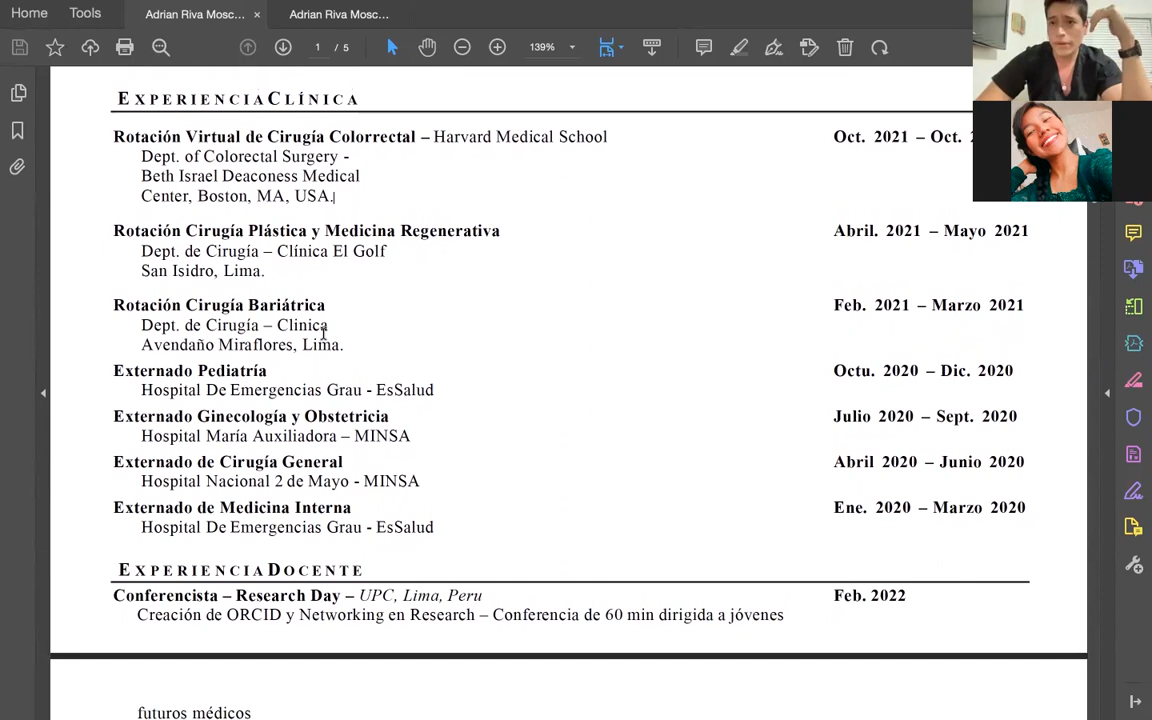 Home Tools Adrian Riva Mosc... × Adrian Riva Mosc...
1 / 5 139%
EXPERIENCIA CLÍNICA
Rotación Virtual de Cirugía Colorrectal – Harvard Medical School Oct. 2021 – Oct.
Dept. of Colorectal Surgery -
Beth Israel Deaconess Medical
Center, Boston, MA, USA.
Rotación Cirugía Plástica y Medicina Regenerativa Abril. 2021 – Mayo 2021
Dept. de Cirugía – Clínica El Golf
San Isidro, Lima.
Rotación Cirugía Bariátrica Feb. 2021 – Marzo 2021
Dept. de Cirugía – Clinica
Avendaño Miraflores, Lima.
Externado Pediatría Octu. 2020 – Dic. 2020
Hospital De Emergencias Grau - EsSalud
Externado Ginecología y Obstetricia Julio 2020 – Sept. 2020
Hospital María Auxiliadora – MINSA
Externado de Cirugía General Abril 2020 – Junio 2020
Hospital Nacional 2 de Mayo - MINSA
Externado de Medicina Interna Ene. 2020 – Marzo 2020
Hospital De Emergencias Grau - EsSalud
EXPERIENCIA DOCENTE
Conferencista – Research Day – UPC, Lima, Peru Feb. 2022
Creación de ORCID y Networking en Research – Conferencia de 60 min dirigida a jóvenes
futuros médicos